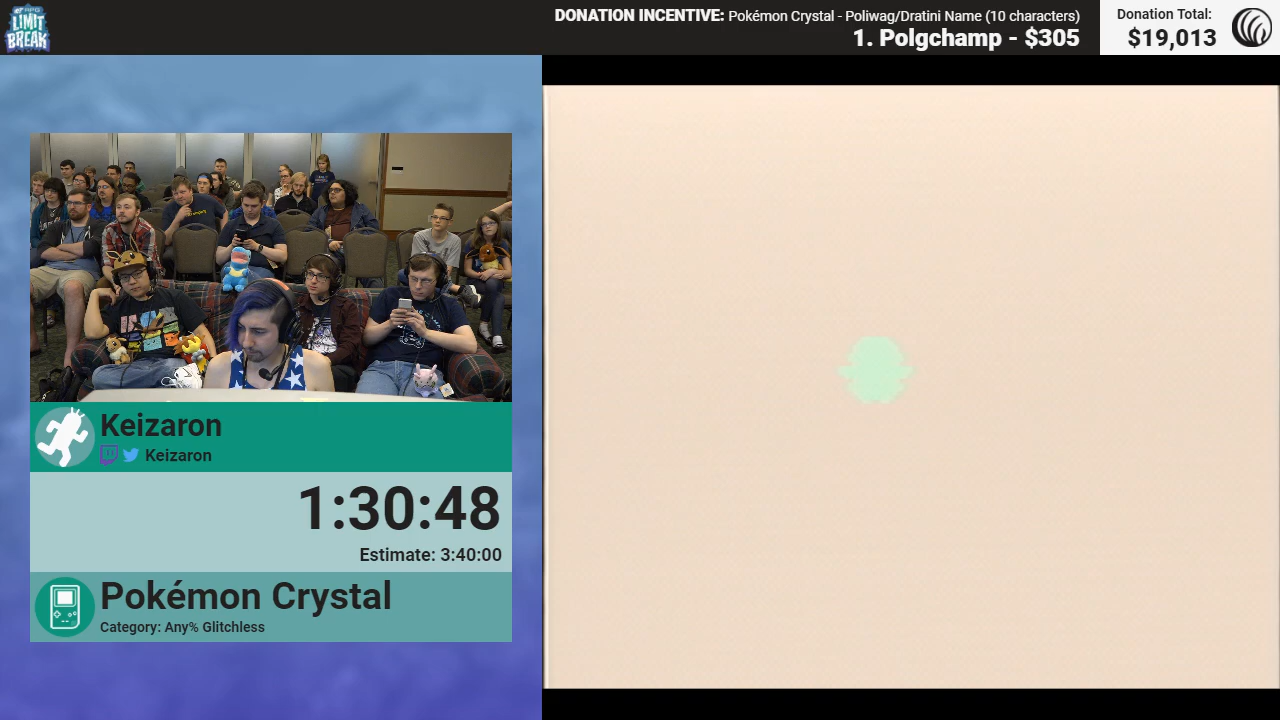 RPG
LIMIT
BREAK
DONATION INCENTIVE: Pokémon Crystal - Poliwag/Dratini Name (10 characters)
1. Polgchamp - $305
Donation Total:
$19,013
Keizaron
Keizaron
1:30:48
Estimate: 3:40:00
Pokémon Crystal
Category: Any% Glitchless